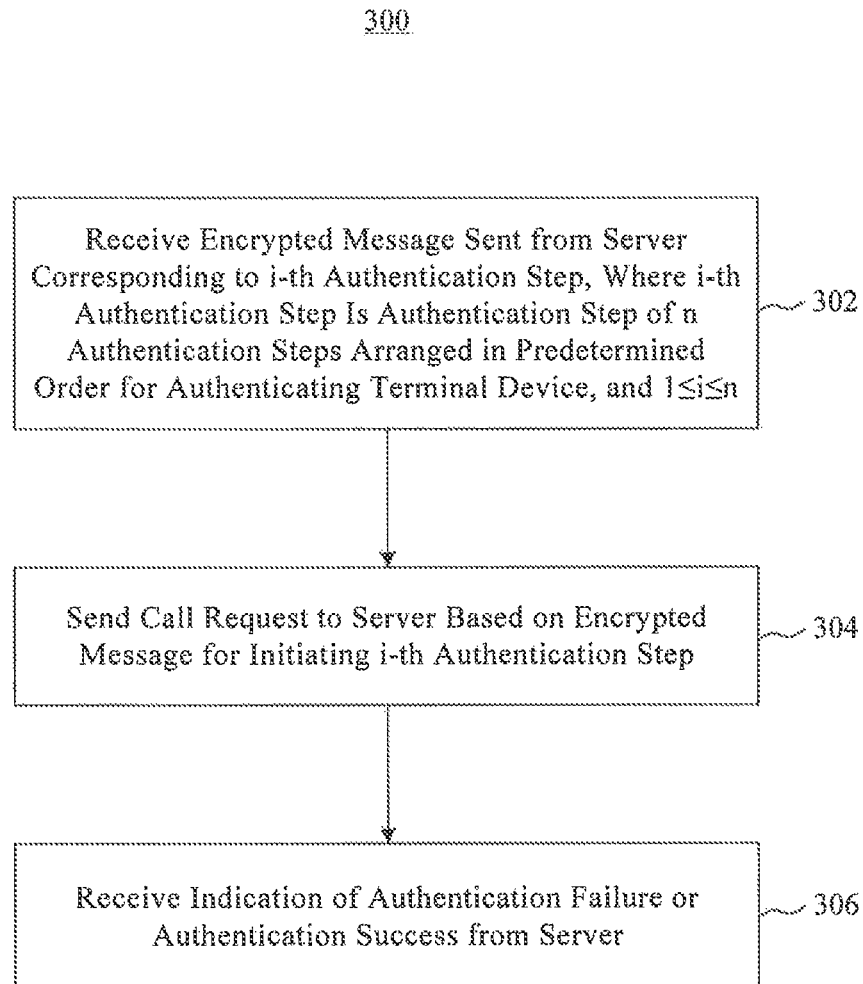 300
Receive Encrypted Message Sent from Server
Corresponding to i-th Authentication Step, Where i-th
Authentication Step Is Authentication Step of n
Authentication Steps Arranged in Predetermined
Order for Authenticating Terminal Device, and 1≤i≤n
302
Send Call Request to Server Based on Encrypted
Message for Initiating i-th Authentication Step
304
Receive Indication of Authentication Failure or
Authentication Success from Server
306